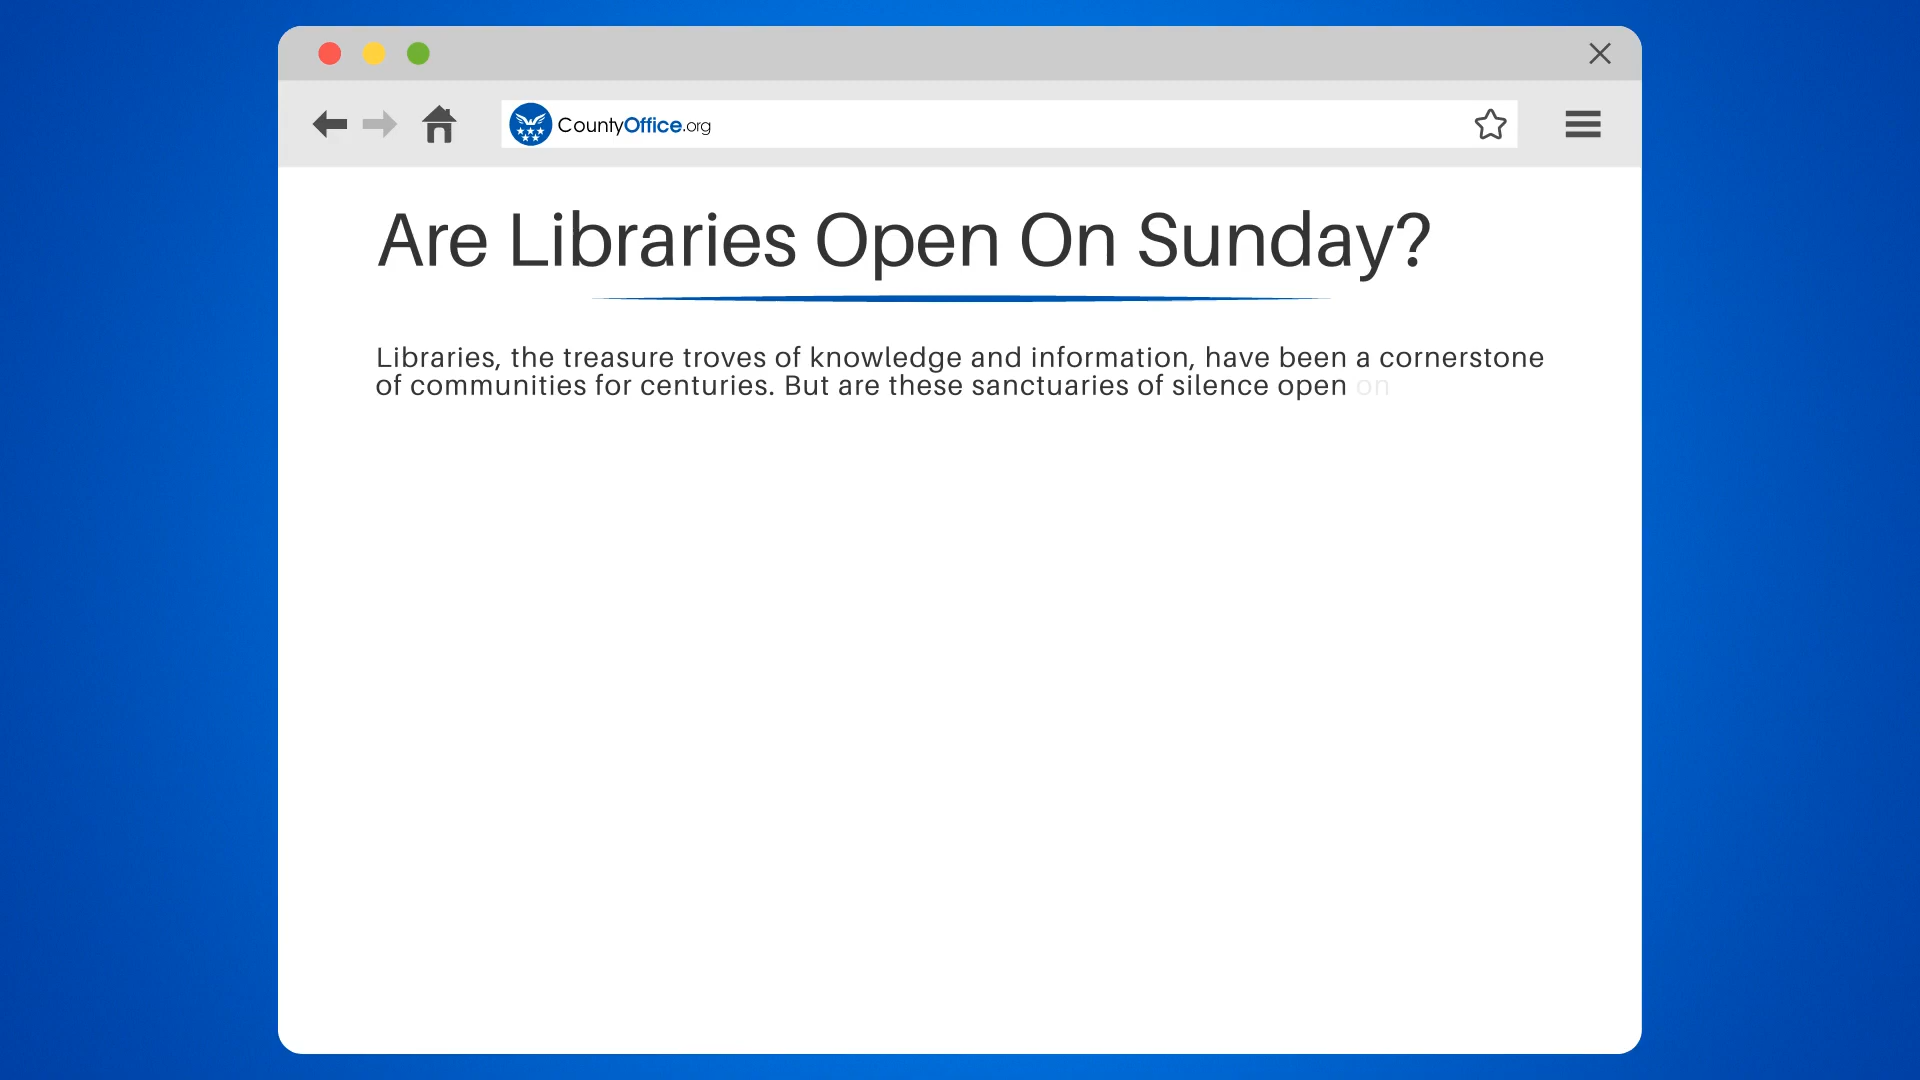 CountyOffice.org
Are Libraries Open On Sunday?
Libraries, the treasure troves of knowledge and information, have been a cornerstone
of communities for centuries. But are these sanctuaries of silence open on